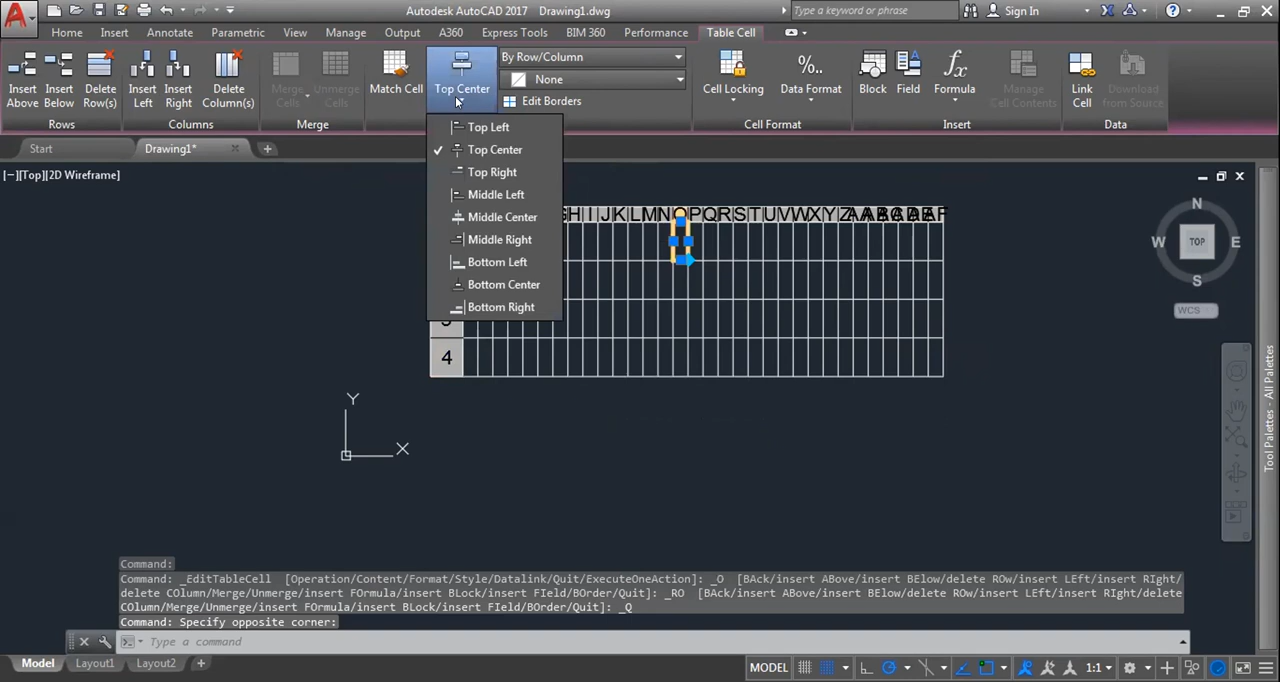 Autodesk AutoCAD 2017 Drawing1.dwg
Type a keyword or phrase
Sign In
Home Insert Annotate Parametric View Manage Output A360 Express Tools BIM 360 Performance Table Cell
Insert Above
Insert Below
Delete Row(s)
Insert Left
Insert Right
Delete Column(s)
Merge Cells
Unmerge Cells
Match Cell
Top Center
By Row/Column
None
Edit Borders
Cell Locking
Data Format
Block
Field
Formula
Manage Cell Contents
Link Cell
Download from Source
Rows Columns Merge Cell Format Insert Data
Start
Drawing1*
Top Left
Top Center
Top Right
Middle Left
Middle Center
Middle Right
Bottom Left
Bottom Center
Bottom Right
[−][Top][2D Wireframe]
H I J K L M N O P Q R S T U V W X Y Z
4
N
W TOP E
S
WCS
Y
X
Tool Palettes - All Palettes
Command:
Command: _EditTableCell [Operation/Content/Format/Style/Datalink/Quit/ExecuteOneAction]: _O [BAck/insert ABove/insert BElow/delete ROw/insert LEft/insert RIght/
delete COlumn/Merge/Unmerge/insert FOrmula/insert BLock/insert FIeld/BOrder/Quit]: _RO [BAck/insert ABove/insert BElow/delete ROw/insert LEft/insert RIght/delete
COlumn/Merge/Unmerge/insert FOrmula/insert BLock/insert FIeld/BOrder/Quit]: _Q
Command: Specify opposite corner:
Type a command
Model Layout1 Layout2
MODEL
1:1